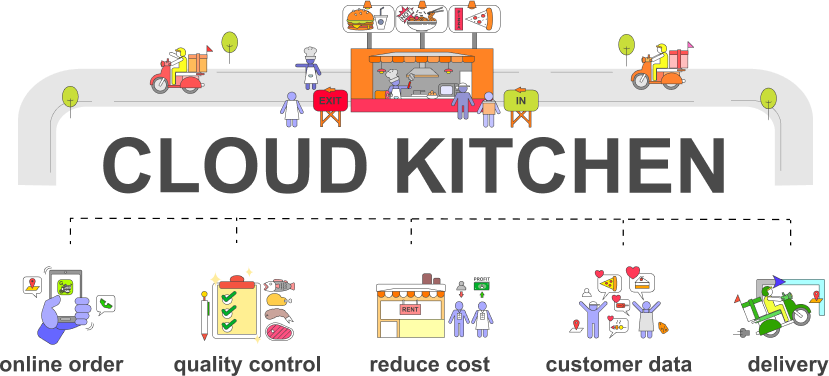 EXIT
IN
CLOUD KITCHEN
PROFIT
RENT
online order
quality control
reduce cost
customer data
delivery